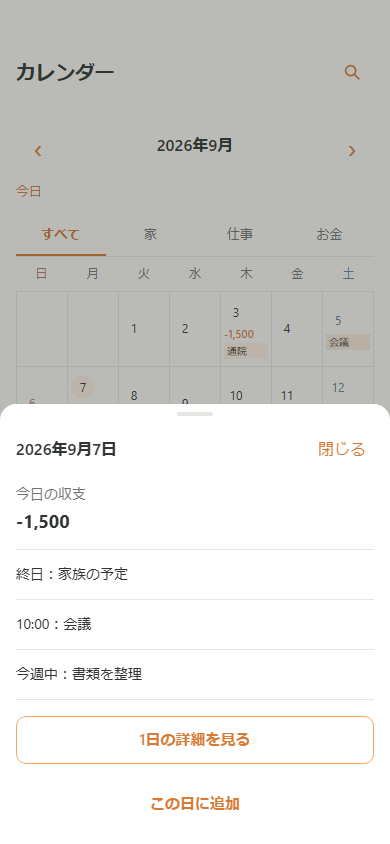 カレンダー
‹ 2026年9月 ›
今日
すべて 家 仕事 お金
日 月 火 水 木 金 土
1 2 3 4 5
-1,500
通院 会議
6 7 8 9 10 11 12
2026年9月7日 閉じる
今日の収支
-1,500
終日：家族の予定
10:00：会議
今週中：書類を整理
1日の詳細を見る
この日に追加